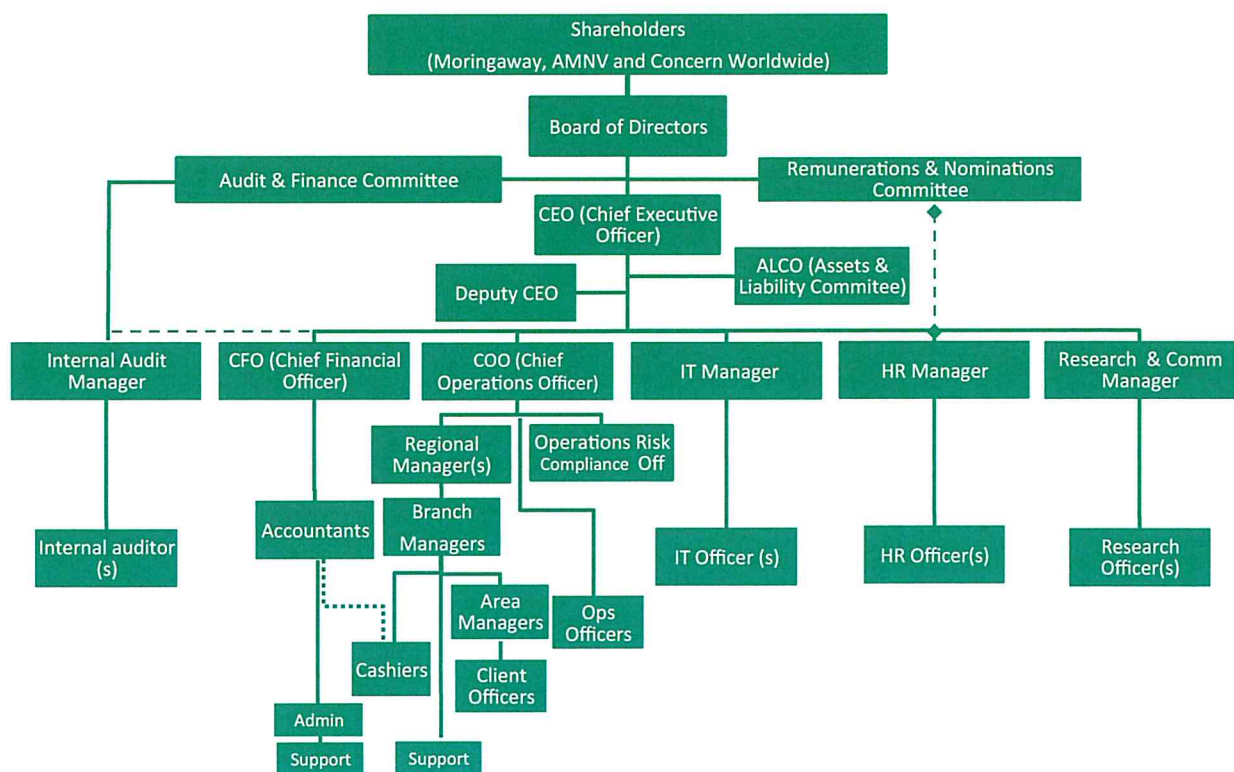 Shareholders
(Moringaway, AMNV and Concern Worldwide)
Board of Directors
Audit & Finance Committee
Remunerations & Nominations
Committee
CEO (Chief Executive
Officer)
ALCO (Assets &
Liability Commitee)
Deputy CEO
Internal Audit
Manager
CFO (Chief Financial
Officer)
COO (Chief
Operations Officer)
IT Manager
HR Manager
Research & Comm
Manager
Regional
Manager(s)
Operations Risk
Compliance Off
Accountants
Branch
Managers
Internal auditor
(s)
IT Officer (s)
HR Officer(s)
Research
Officer(s)
Area
Managers
Ops
Officers
Cashiers
Client
Officers
Admin
Support
Support